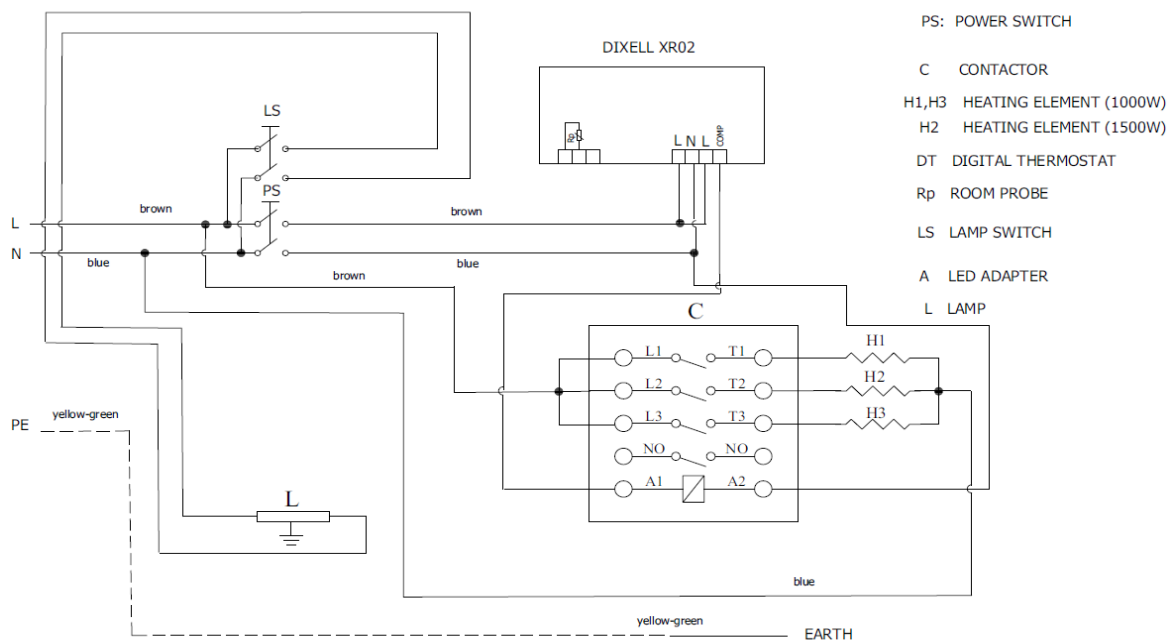 PS: POWER SWITCH
DIXELL XR02
C CONTACTOR
H1,H3 HEATING ELEMENT (1000W)
H2 HEATING ELEMENT (1500W)
DT DIGITAL THERMOSTAT
Rp ROOM PROBE
LS LAMP SWITCH
A LED ADAPTER
L LAMP
LS
Rp
L N L COMP
PS
brown
brown
L
N
blue
blue
brown
C
L1 T1
H1
L2 T2
H2
L3 T3
H3
NO NO
A1 A2
yellow-green
PE
L
blue
yellow-green
EARTH